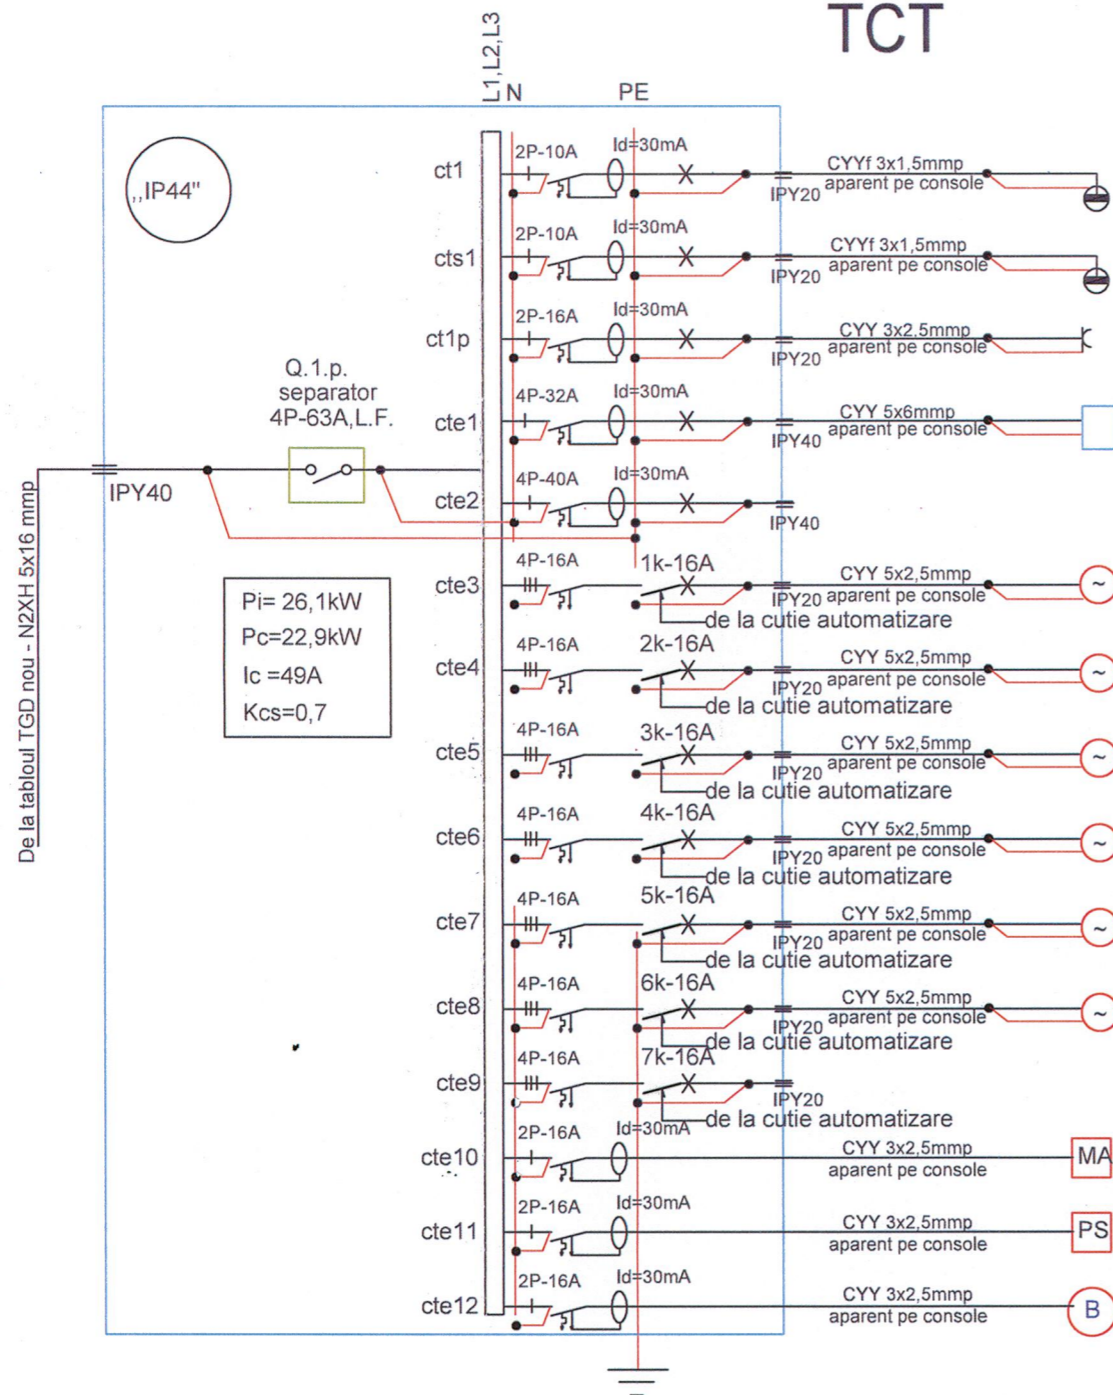 TCT
L1,L2,L3
N
PE
,,IP44"
ct1
2P-10A
Id=30mA
IPY20
CYYf 3x1,5mmp
aparent pe console
cts1
2P-10A
Id=30mA
IPY20
CYYf 3x1,5mmp
aparent pe console
ct1p
2P-16A
Id=30mA
IPY20
CYY 3x2,5mmp
aparent pe console
Q.1.p.
separator
4P-63A,L.F.
cte1
4P-32A
Id=30mA
IPY40
CYY 5x6mmp
aparent pe console
De la tabloul TGD nou - N2XH 5x16 mmp
IPY40
cte2
4P-40A
Id=30mA
IPY40
Pi= 26,1kW
Pc=22,9kW
Ic =49A
Kcs=0,7
cte3
4P-16A
1k-16A
IPY20
CYY 5x2,5mmp
aparent pe console
~
de la cutie automatizare
cte4
4P-16A
2k-16A
IPY20
CYY 5x2,5mmp
aparent pe console
~
de la cutie automatizare
cte5
4P-16A
3k-16A
IPY20
CYY 5x2,5mmp
aparent pe console
~
de la cutie automatizare
cte6
4P-16A
4k-16A
IPY20
CYY 5x2,5mmp
aparent pe console
~
de la cutie automatizare
cte7
4P-16A
5k-16A
IPY20
CYY 5x2,5mmp
aparent pe console
~
de la cutie automatizare
cte8
4P-16A
6k-16A
IPY20
CYY 5x2,5mmp
aparent pe console
~
de la cutie automatizare
cte9
4P-16A
7k-16A
IPY20
de la cutie automatizare
cte10
2P-16A
Id=30mA
CYY 3x2,5mmp
aparent pe console
MA
cte11
2P-16A
Id=30mA
CYY 3x2,5mmp
aparent pe console
PS
cte12
2P-16A
Id=30mA
CYY 3x2,5mmp
aparent pe console
B